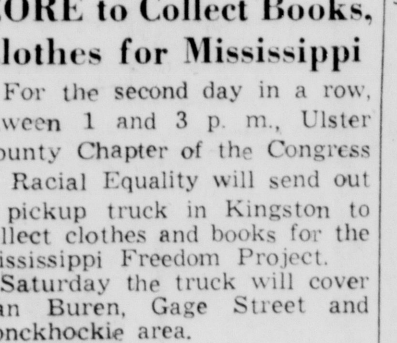 CORE to Collect Books,
lothes for Mississippi
For the second day in a row,
ween 1 and 3 p. m., Ulster
ounty Chapter of the Congress
Racial Equality will send out
pickup truck in Kingston to
llect clothes and books for the
ississippi Freedom Project.
Saturday the truck will cover
an Buren, Gage Street and
onckhockie area.